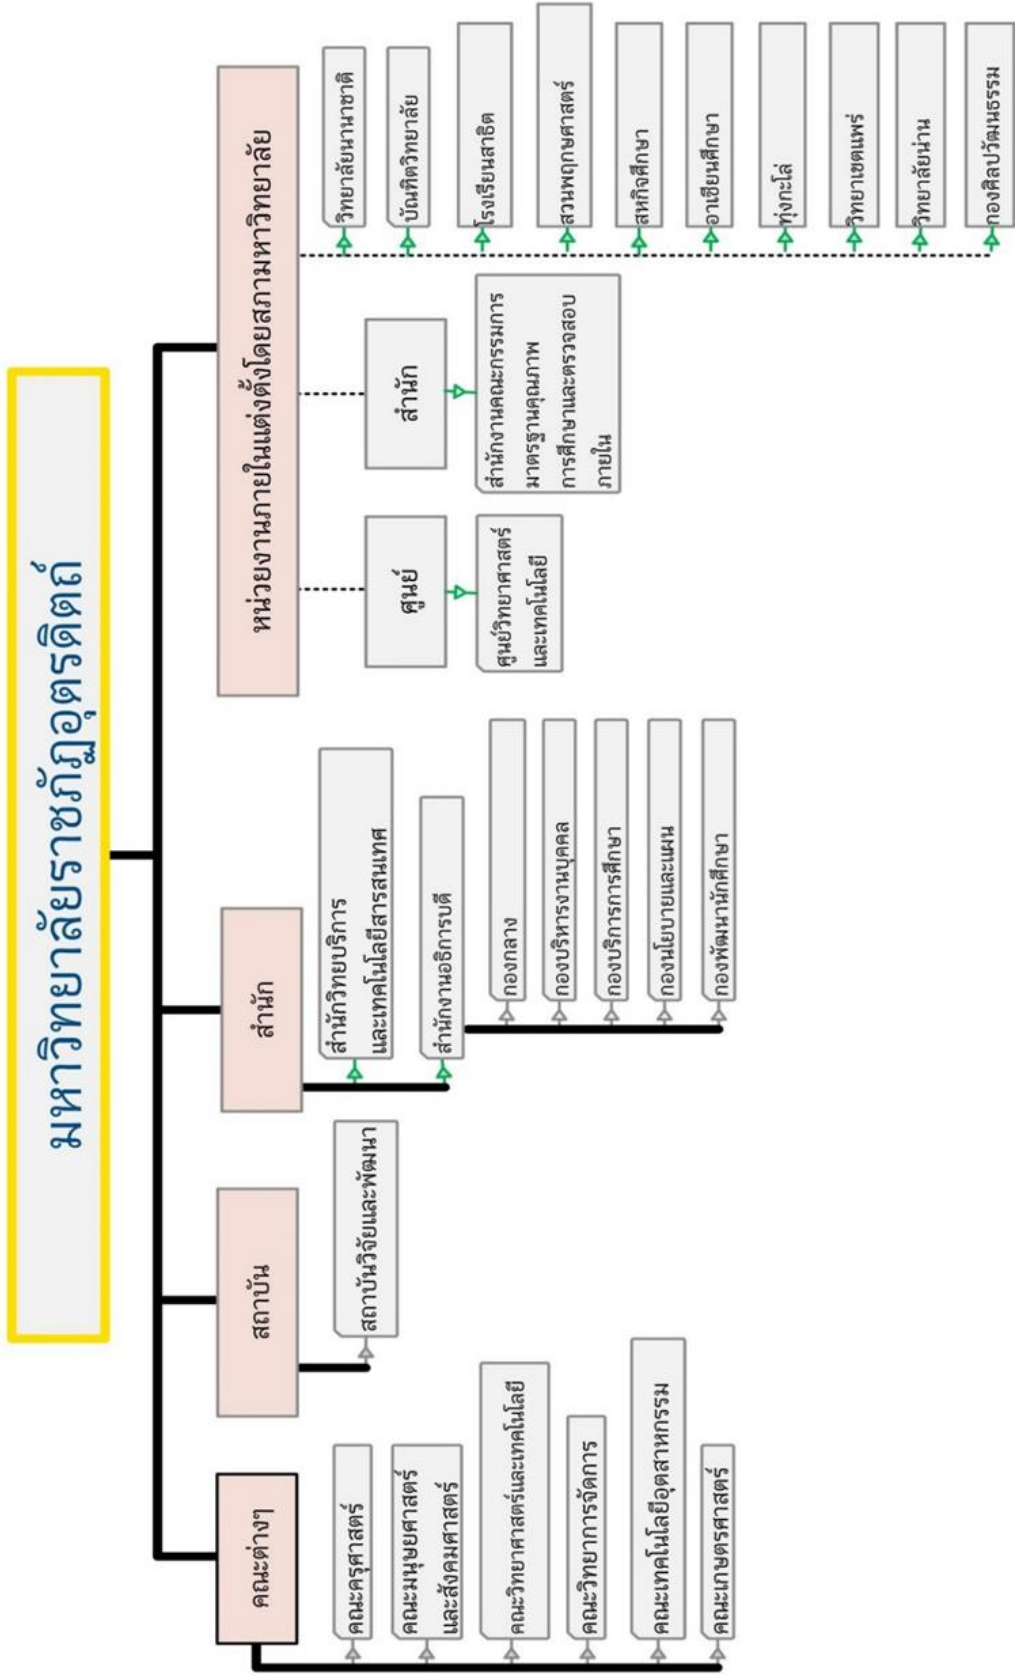 มหาวิทยาลัยราชภัฏอุตรดิตถ์
คณะต่างๆ
คณะครุศาสตร์
คณะมนุษยศาสตร์
และสังคมศาสตร์
คณะวิทยาศาสตร์และเทคโนโลยี
คณะวิทยาการจัดการ
คณะเทคโนโลยีอุตสาหกรรม
คณะเกษตรศาสตร์
สถาบัน
สถาบันวิจัยและพัฒนา
สำนัก
สำนักวิทยบริการ
และเทคโนโลยีสารสนเทศ
สำนักงานอธิการบดี
กองกลาง
กองบริหารงานบุคคล
กองบริการการศึกษา
กองนโยบายและแผน
กองพัฒนานักศึกษา
หน่วยงานภายในแต่งตั้งโดยสภามหาวิทยาลัย
ศูนย์
ศูนย์วิทยาศาสตร์
และเทคโนโลยี
สำนัก
สำนักงานคณะกรรมการ
มาตรฐานคุณภาพ
การศึกษาและตรวจสอบ
ภายใน
วิทยาลัยนานาชาติ
บัณฑิตวิทยาลัย
โรงเรียนสาธิต
สวนพฤกษศาสตร์
สหกิจศึกษา
อาเซียนศึกษา
ทุ่งกะโล่
วิทยาเขตแพร่
วิทยาลัยน่าน
กองศิลปวัฒนธรรม